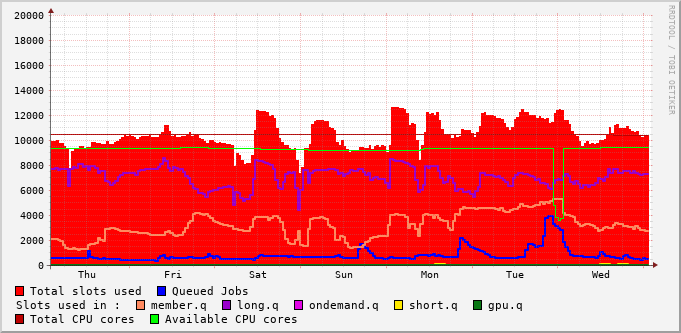 20000
18000
16000
14000
12000
10000
8000
6000
4000
2000
0
Thu Fri Sat Sun Mon Tue Wed
Total slots used Queued Jobs
Slots used in : member.q long.q ondemand.q short.q gpu.q
Total CPU cores Available CPU cores
RRDTOOL / TOBI OETIKER